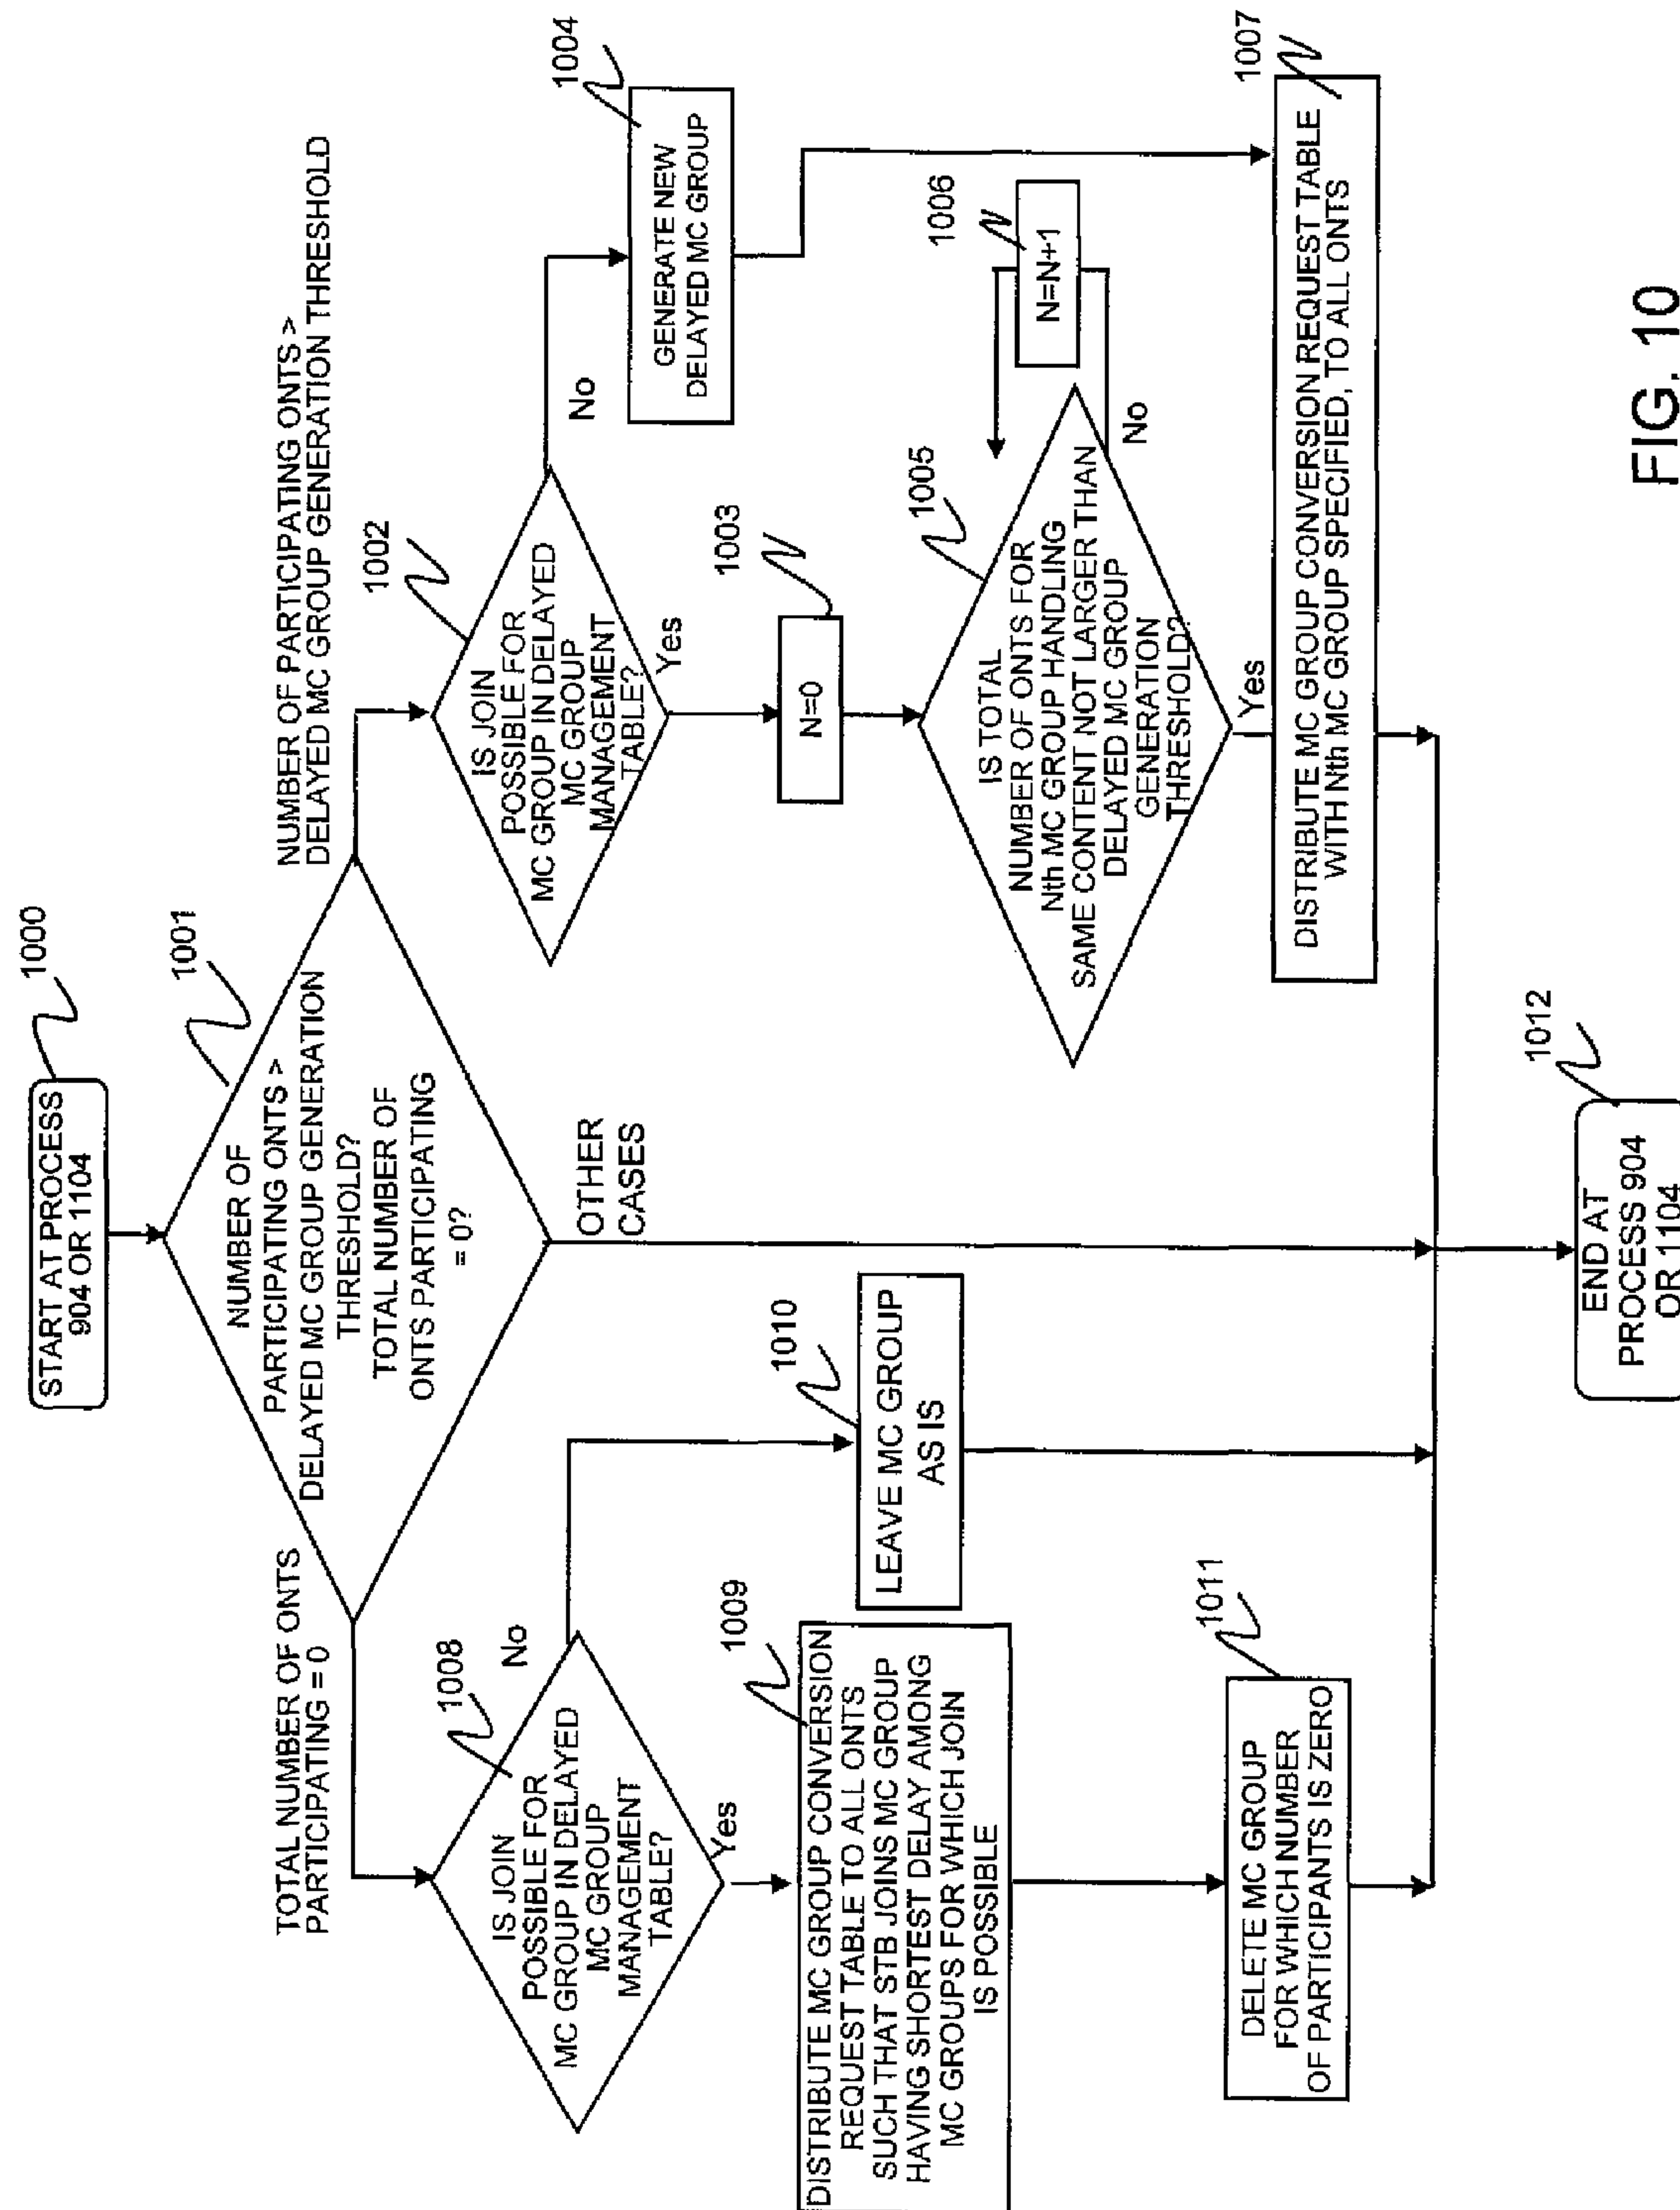 START AT PROCESS
904 OR 1104
1000
NUMBER OF
PARTICIPATING ONTS >
DELAYED MC GROUP GENERATION
THRESHOLD?
TOTAL NUMBER OF
ONTS PARTICIPATING
= 0?
1001
TOTAL NUMBER OF ONTS
PARTICIPATING = 0
NUMBER OF PARTICIPATING ONTS >
DELAYED MC GROUP GENERATION THRESHOLD
OTHER
CASES
IS JOIN
POSSIBLE FOR
MC GROUP IN DELAYED
MC GROUP
MANAGEMENT
TABLE?
1008
No
Yes
LEAVE MC GROUP
AS IS
1010
DISTRIBUTE MC GROUP CONVERSION
REQUEST TABLE TO ALL ONTS
SUCH THAT STB JOINS MC GROUP
HAVING SHORTEST DELAY AMONG
MC GROUPS FOR WHICH JOIN
IS POSSIBLE
1009
DELETE MC GROUP
FOR WHICH NUMBER
OF PARTICIPANTS IS ZERO
1011
IS JOIN
POSSIBLE FOR
MC GROUP IN DELAYED
MC GROUP
MANAGEMENT
TABLE?
1002
No
Yes
GENERATE NEW
DELAYED MC GROUP
1004
N=0
1003
IS TOTAL
NUMBER OF ONTS FOR
Nth MC GROUP HANDLING
SAME CONTENT NOT LARGER THAN
DELAYED MC GROUP
GENERATION
THRESHOLD?
1005
No
Yes
N=N+1
1006
DISTRIBUTE MC GROUP CONVERSION REQUEST TABLE
WITH Nth MC GROUP SPECIFIED, TO ALL ONTS
1007
END AT
PROCESS 904
OR 1104
1012
FIG. 10